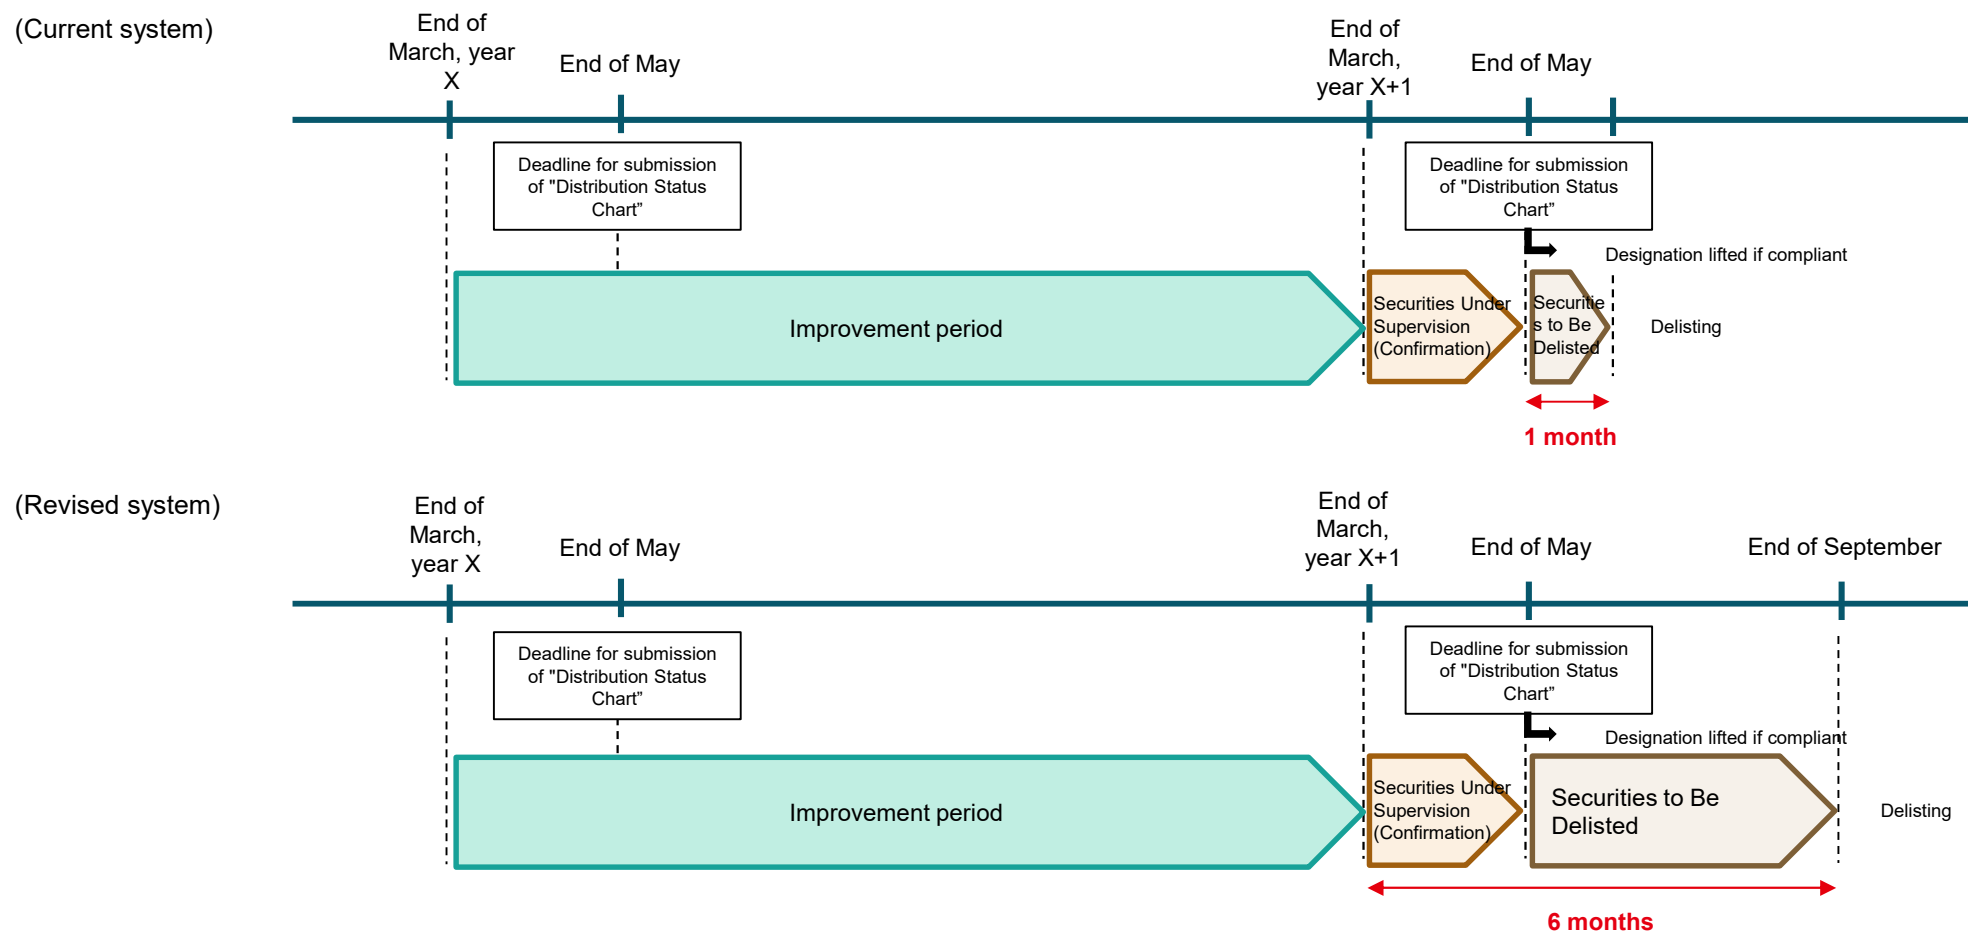 (Current system)
End of
March, year
X
End of May
End of
March,
year X+1
End of May
Deadline for submission
of "Distribution Status
Chart”
Deadline for submission
of "Distribution Status
Chart”
Designation lifted if compliant
Improvement period
Securities Under
Supervision
(Confirmation)
Securitie
s to Be
Delisted
Delisting
1 month
(Revised system)
End of
March,
year X
End of May
End of
March,
year X+1
End of May
End of September
Deadline for submission
of "Distribution Status
Chart”
Deadline for submission
of "Distribution Status
Chart”
Designation lifted if compliant
Improvement period
Securities Under
Supervision
(Confirmation)
Securities to Be
Delisted
Delisting
6 months